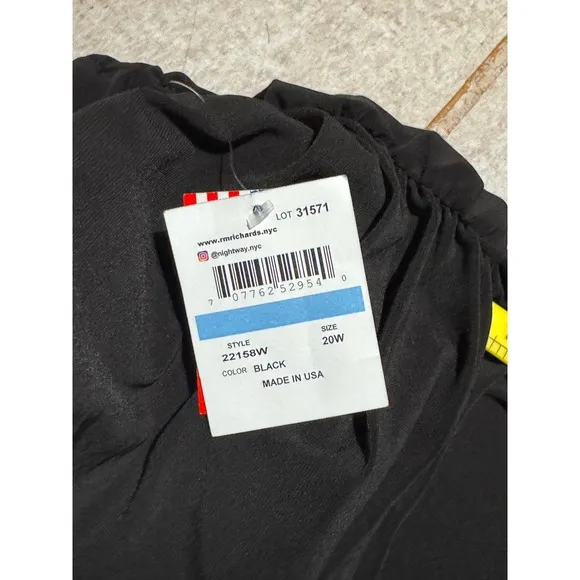 LOT 31571
www.rmrichards.nyc
@nightway.nyc
7 07762 52954 0
STYLE SIZE
22158W 20W
COLOR BLACK
MADE IN USA